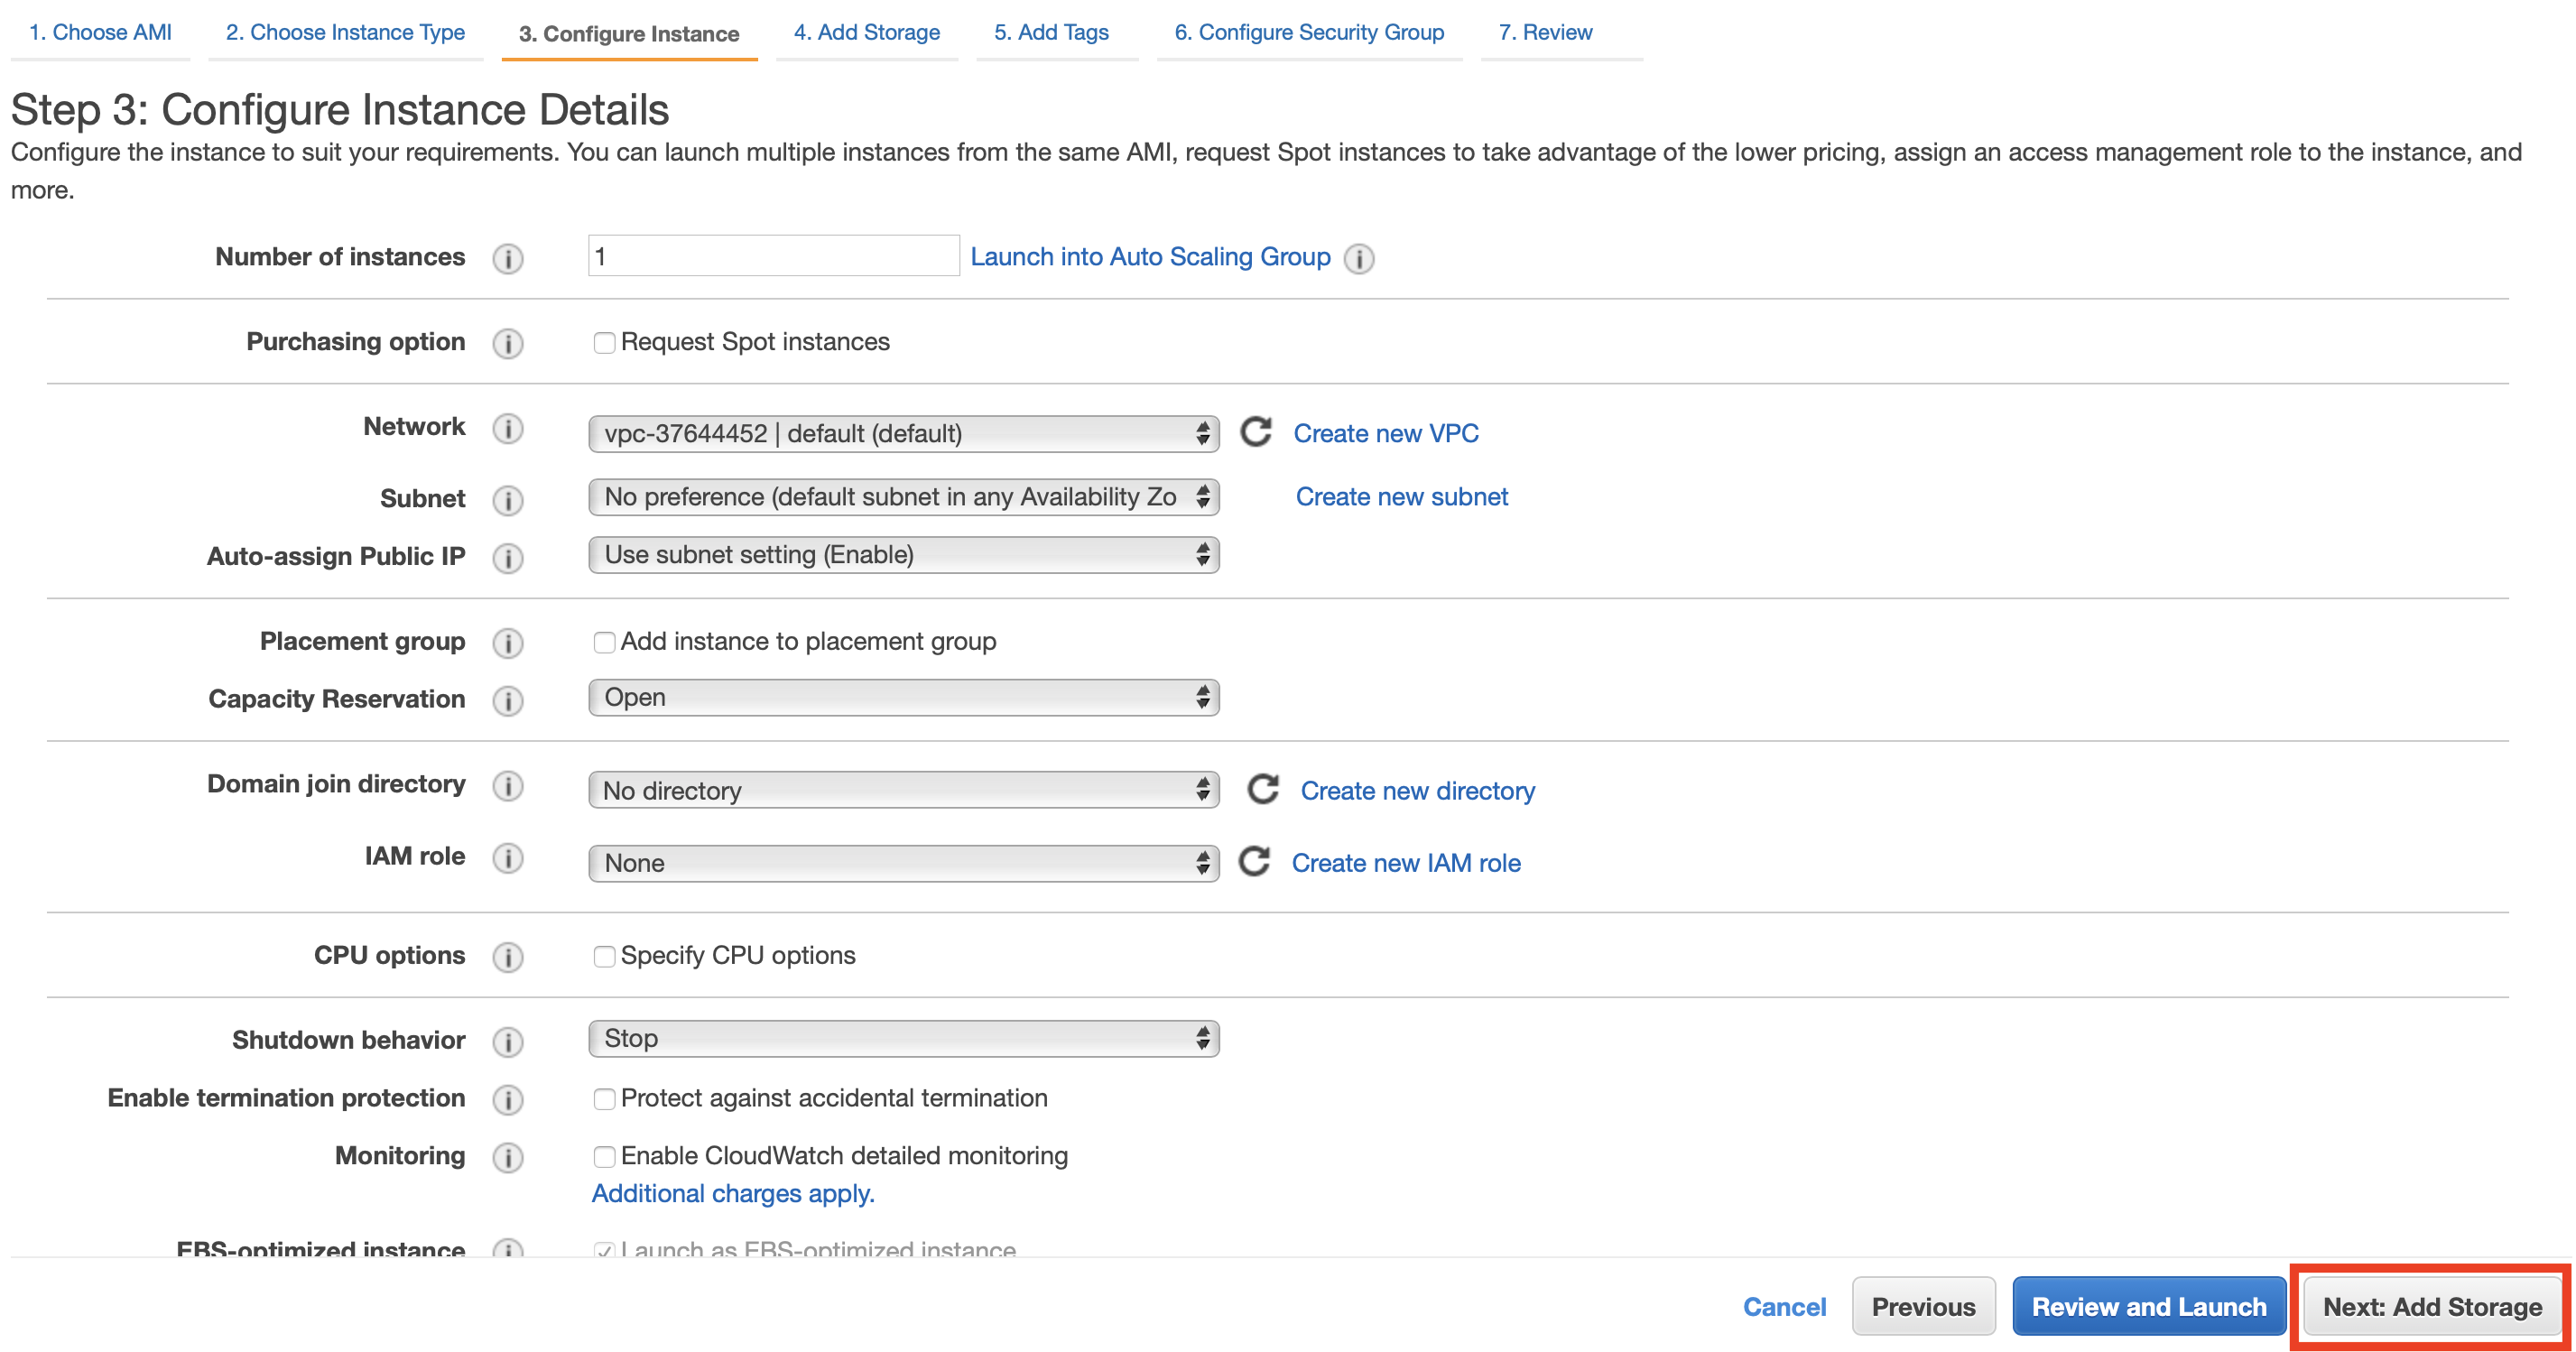 1. Choose AMI 2. Choose Instance Type 3. Configure Instance 4. Add Storage 5. Add Tags 6. Configure Security Group 7. Review
Step 3: Configure Instance Details
Configure the instance to suit your requirements. You can launch multiple instances from the same AMI, request Spot instances to take advantage of the lower pricing, assign an access management role to the instance, and
more.
Number of instances i 1 Launch into Auto Scaling Group i
Purchasing option i Request Spot instances
Network i vpc-37644452 | default (default) Create new VPC
Subnet i No preference (default subnet in any Availability Zo Create new subnet
Auto-assign Public IP i Use subnet setting (Enable)
Placement group i Add instance to placement group
Capacity Reservation i Open
Domain join directory i No directory Create new directory
IAM role i None Create new IAM role
CPU options i Specify CPU options
Shutdown behavior i Stop
Enable termination protection i Protect against accidental termination
Monitoring i Enable CloudWatch detailed monitoring
Additional charges apply.
EBS-optimized instance i Launch as EBS-optimized instance
Cancel Previous Review and Launch Next: Add Storage